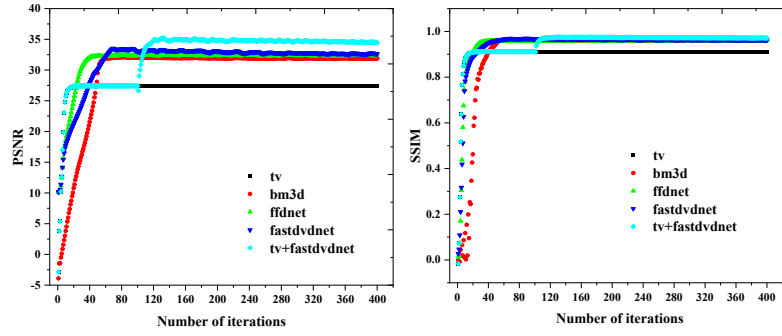 40
35
30
25
20
15
10
5
0
-5
PSNR
0 40 80 120 160 200 240 280 320 360 400
Number of iterations
tv
bm3d
ffdnet
fastdvdnet
tv+fastdvdnet
1.0
0.8
0.6
0.4
0.2
0.0
SSIM
0 40 80 120 160 200 240 280 320 360 400
Number of iterations
tv
bm3d
ffdnet
fastdvdnet
tv+fastdvdnet